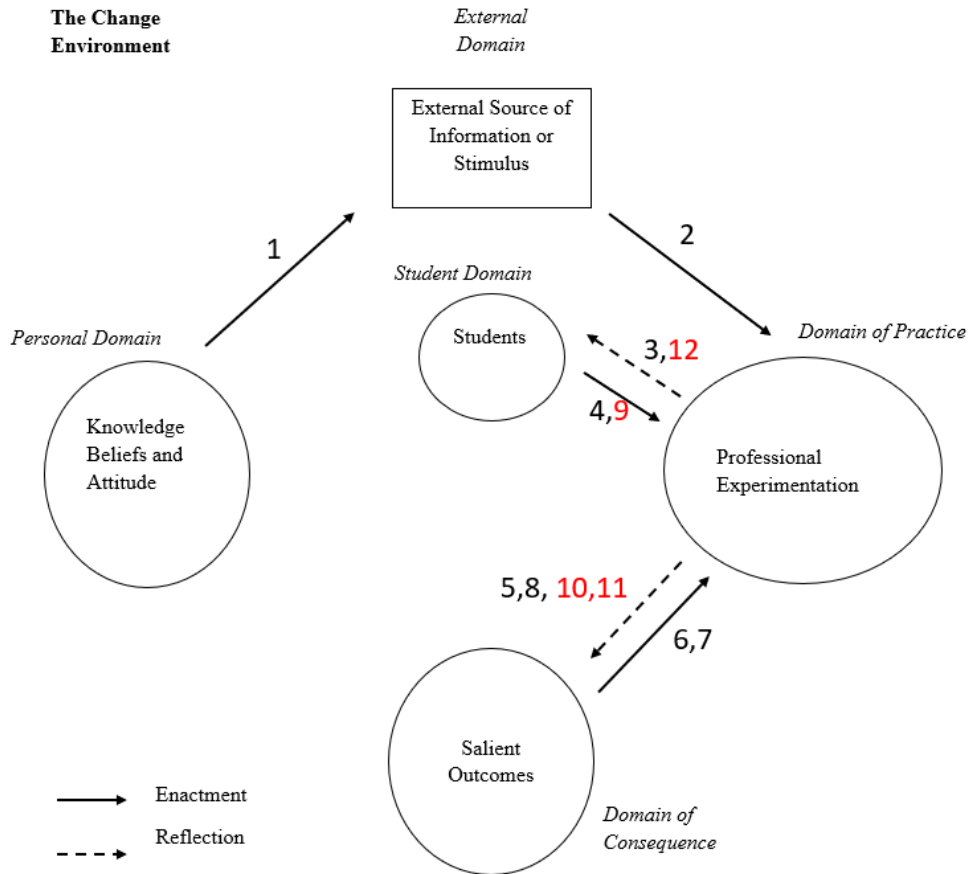 The Change
Environment
External
Domain
External Source of
Information or
Stimulus
1
2
Student Domain
Students
Personal Domain
Domain of Practice
3,12
4,9
Knowledge
Beliefs and
Attitude
Professional
Experimentation
5,8, 10,11
6,7
Salient
Outcomes
Enactment
Reflection
Domain of
Consequence